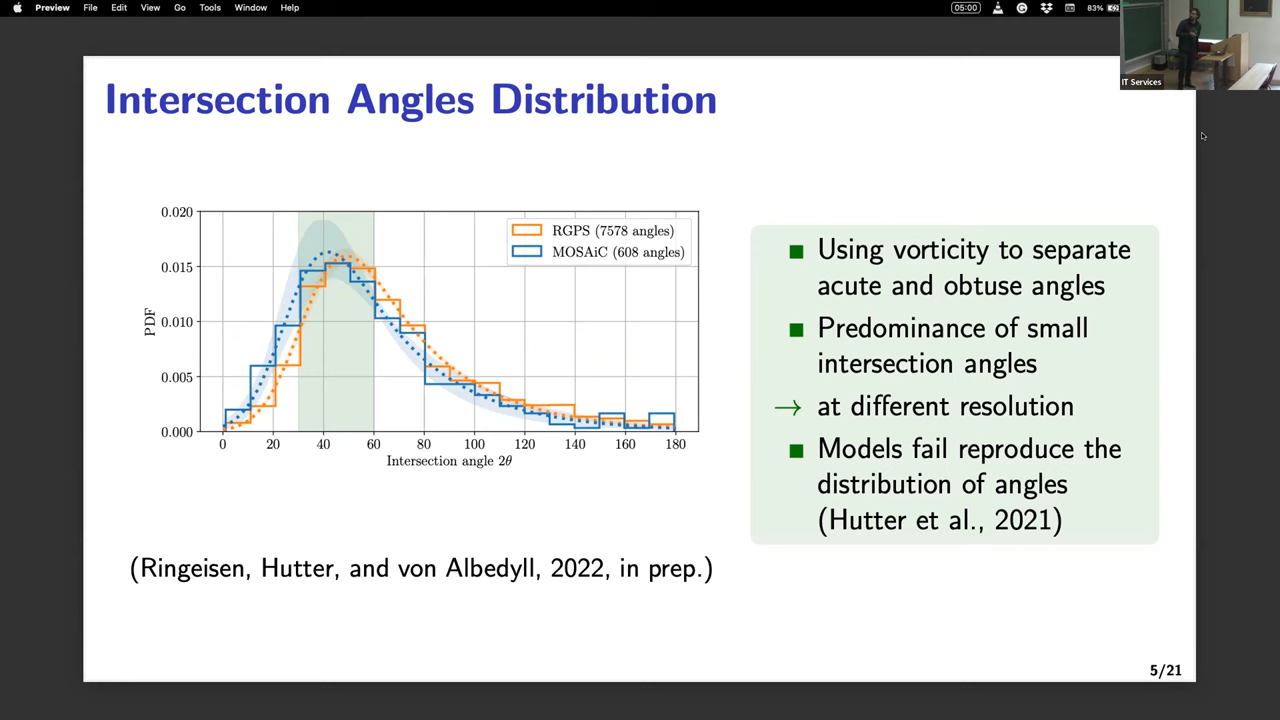 Preview File Edit View Go Tools Window Help 05:00 83%
IT Services
Intersection Angles Distribution
0.020
0.015
0.010
0.005
0.000
PDF
RGPS (7578 angles)
MOSAiC (608 angles)
0 20 40 60 80 100 120 140 160 180
Intersection angle 2θ
(Ringeisen, Hutter, and von Albedyll, 2022, in prep.)
Using vorticity to separate
acute and obtuse angles
Predominance of small
intersection angles
→ at different resolution
Models fail reproduce the
distribution of angles
(Hutter et al., 2021)
5/21